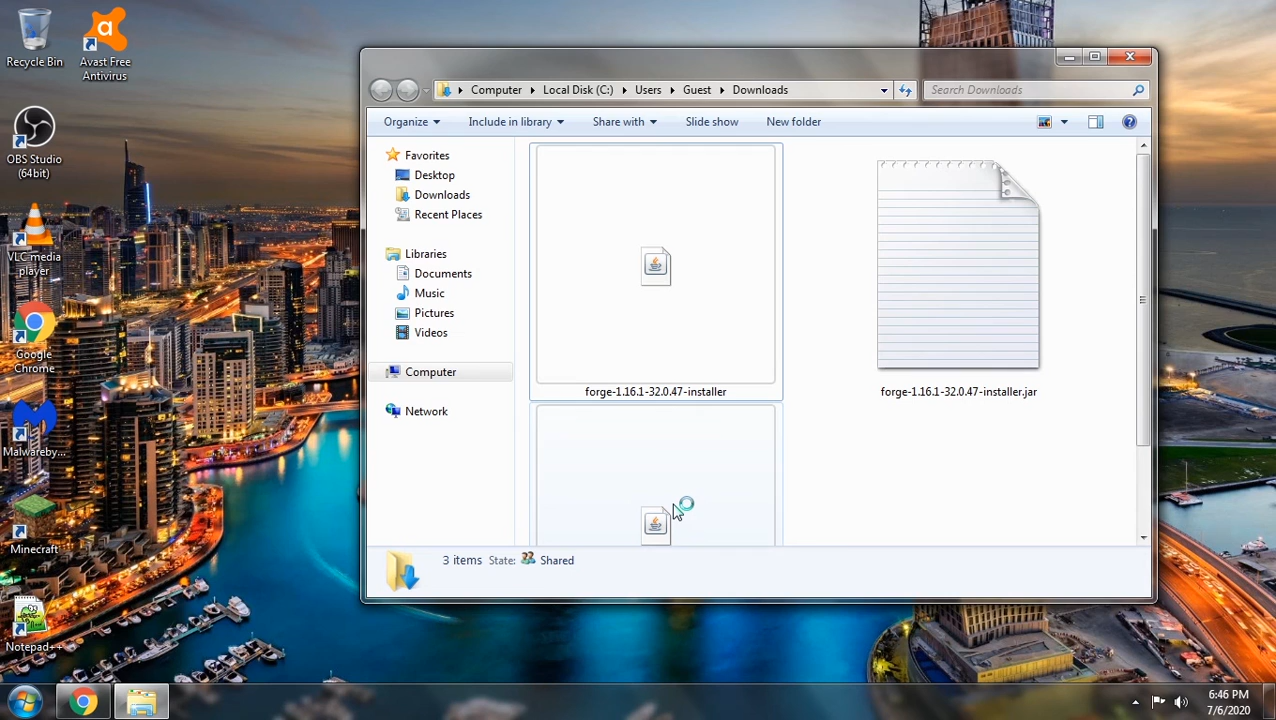 Recycle Bin
Avast Free
Antivirus
OBS Studio
(64bit)
VLC media
player
Google
Chrome
Malwareby...
Minecraft
Notepad++
Computer
Local Disk (C:)
Users
Guest
Downloads
Search Downloads
Organize
Include in library
Share with
Slide show
New folder
Favorites
Desktop
Downloads
Recent Places
Libraries
Documents
Music
Pictures
Videos
Computer
Network
forge-1.16.1-32.0.47-installer
forge-1.16.1-32.0.47-installer.jar
3 items State: Shared
6:46 PM
7/6/2020